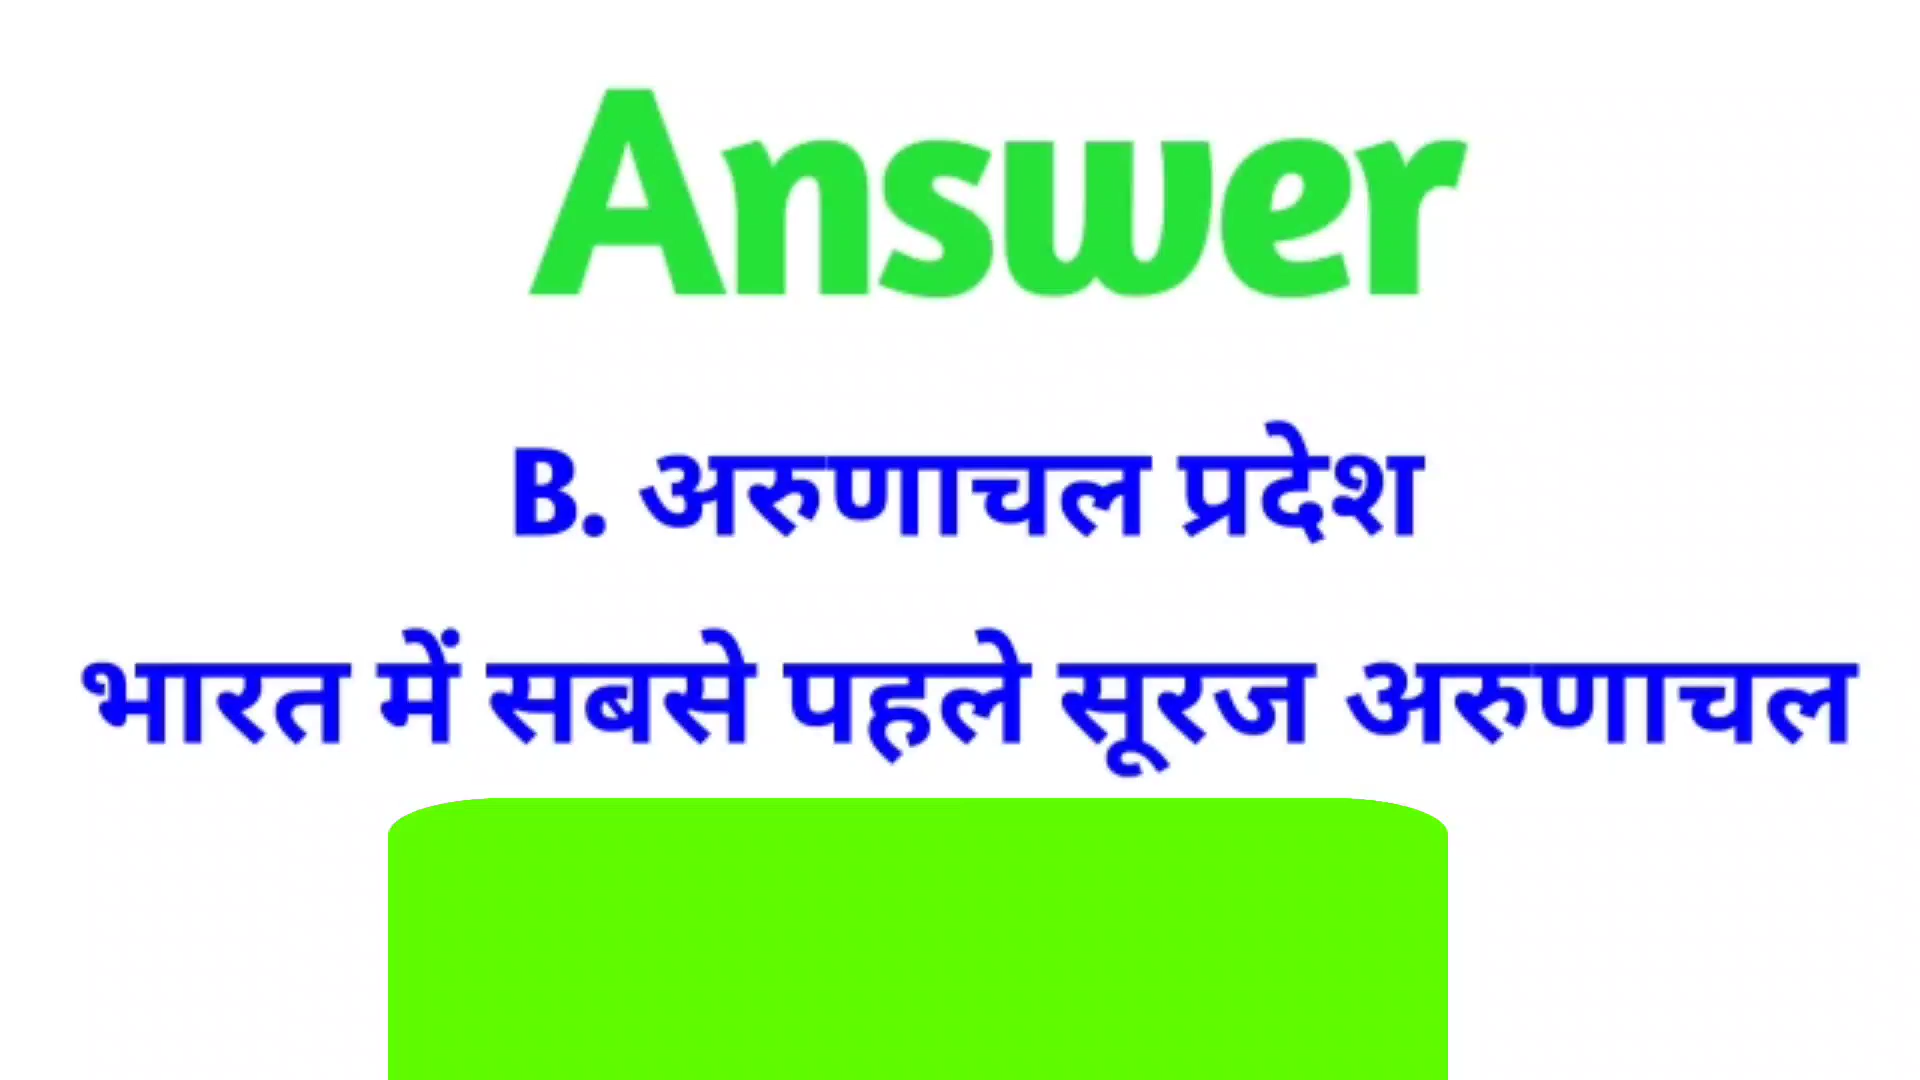 Answer
B. अरुणाचल प्रदेश
भारत में सबसे पहले सूरज अरुणाचल